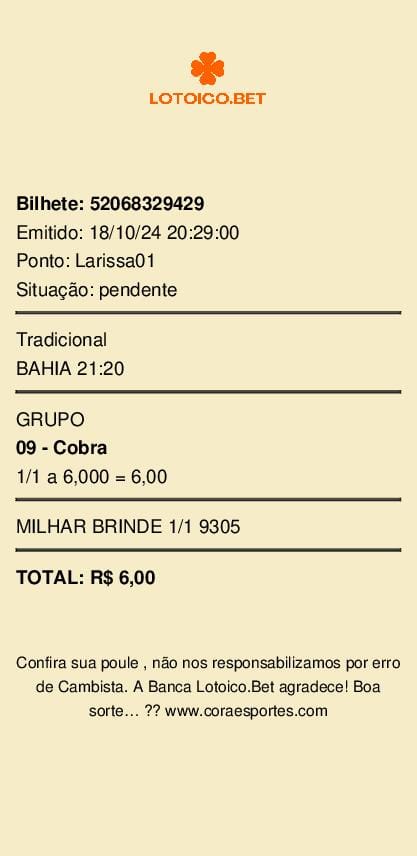 LOTOICO.BET
Bilhete: 52068329429
Emitido: 18/10/24 20:29:00
Ponto: Larissa01
Situação: pendente
Tradicional
BAHIA 21:20
GRUPO
09 - Cobra
1/1 a 6,000 = 6,00
MILHAR BRINDE 1/1 9305
TOTAL: R$ 6,00
Confira sua poule , não nos responsabilizamos por erro
de Cambista. A Banca Lotoico.Bet agradece! Boa
sorte... ?? www.coraesportes.com